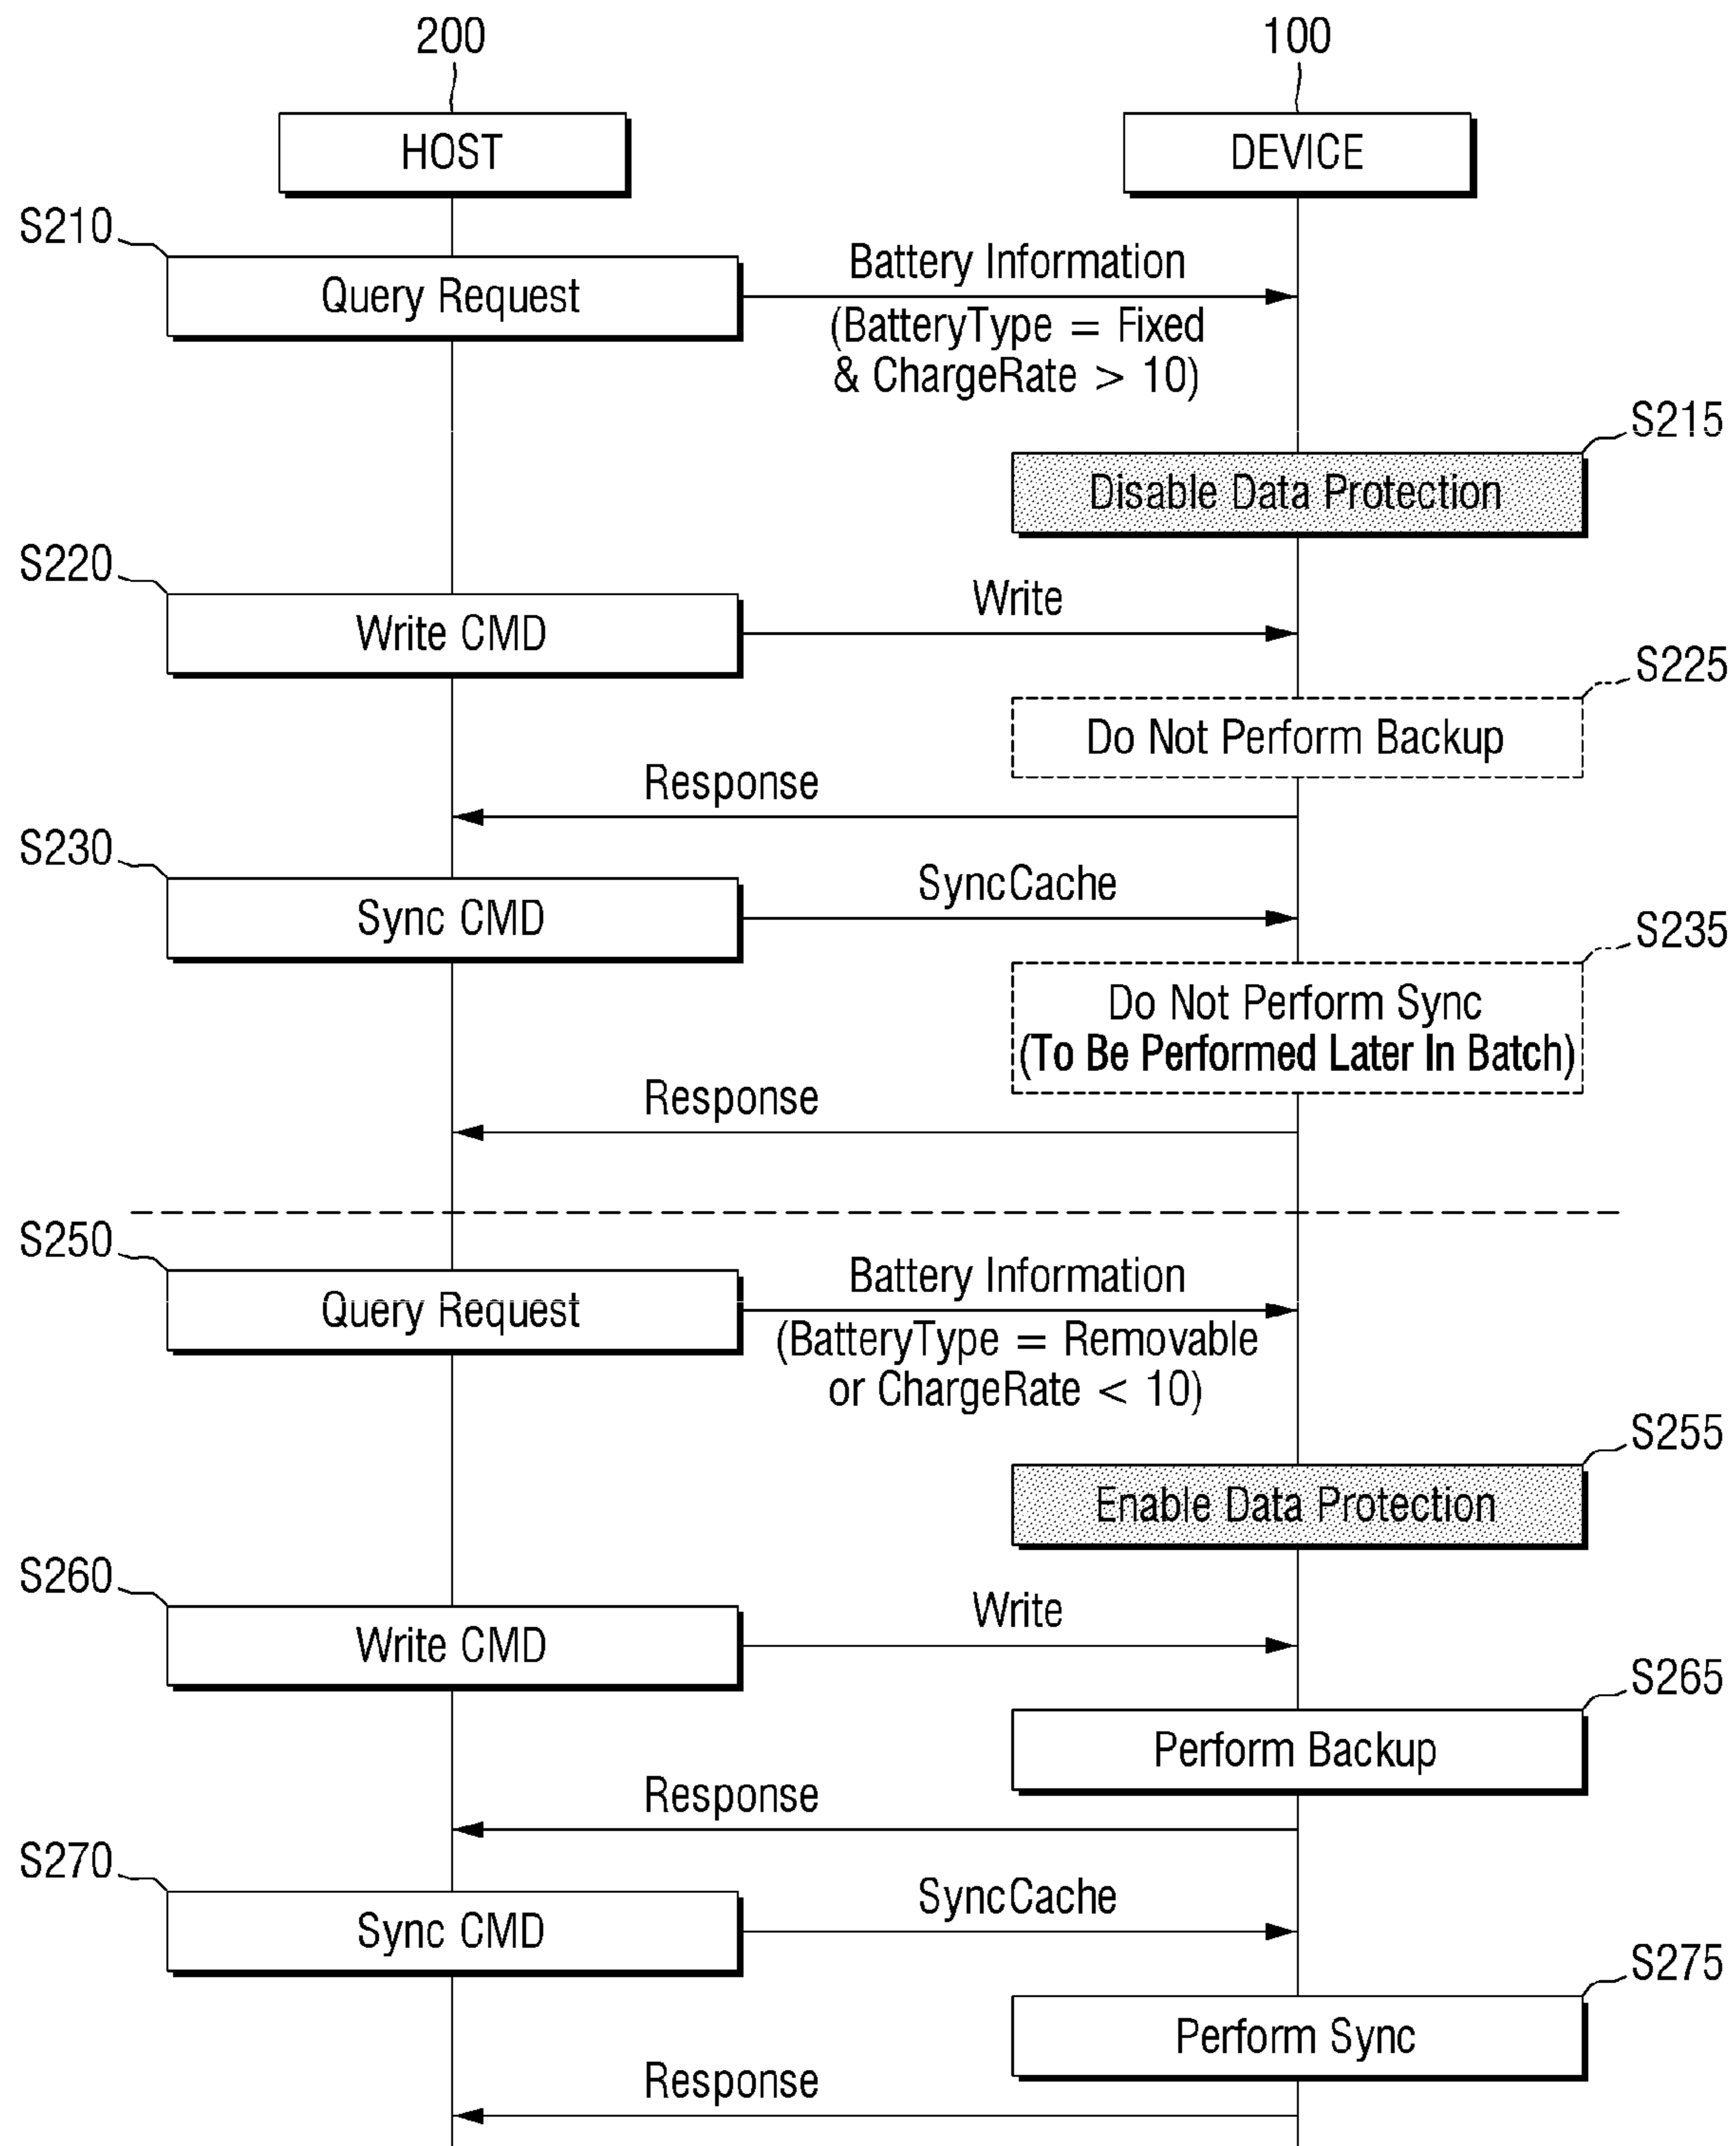 200
100
HOST
DEVICE
S210
Query Request
Battery Information
(BatteryType = Fixed
& ChargeRate > 10)
S215
Disable Data Protection
S220
Write CMD
Write
S225
Do Not Perform Backup
Response
S230
Sync CMD
SyncCache
S235
Do Not Perform Sync
(To Be Performed Later In Batch)
Response
S250
Query Request
Battery Information
(BatteryType = Removable
or ChargeRate < 10)
S255
Enable Data Protection
S260
Write CMD
Write
S265
Perform Backup
Response
S270
Sync CMD
SyncCache
S275
Perform Sync
Response